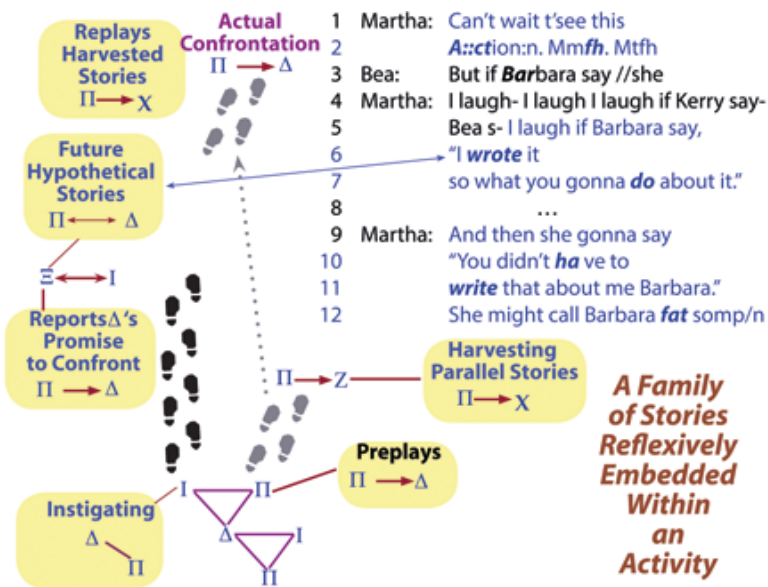 Replays
Harvested
Stories
Π → X
Actual
Confrontation
Π → Δ
1 Martha: Can't wait t'see this
2 A::ction:n. Mmfh. Mtfh
3 Bea: But if Barbara say //she
4 Martha: I laugh- I laugh I laugh if Kerry say-
5 Bea s- I laugh if Barbara say,
6 "I wrote it
7 so what you gonna do about it."
8 ...
9 Martha: And then she gonna say
10 "You didn't ha ve to
11 write that about me Barbara."
12 She might call Barbara fat somp/n
Future
Hypothetical
Stories
Π ↔ Δ
Ξ ↔ I
ReportsΔ's
Promise
to Confront
Π → Δ
Π → Z
Harvesting
Parallel Stories
Π → X
Preplays
Π → Δ
Instigating
Δ Π
I Π
Δ I
Π
A Family
of Stories
Reflexively
Embedded
Within
an
Activity